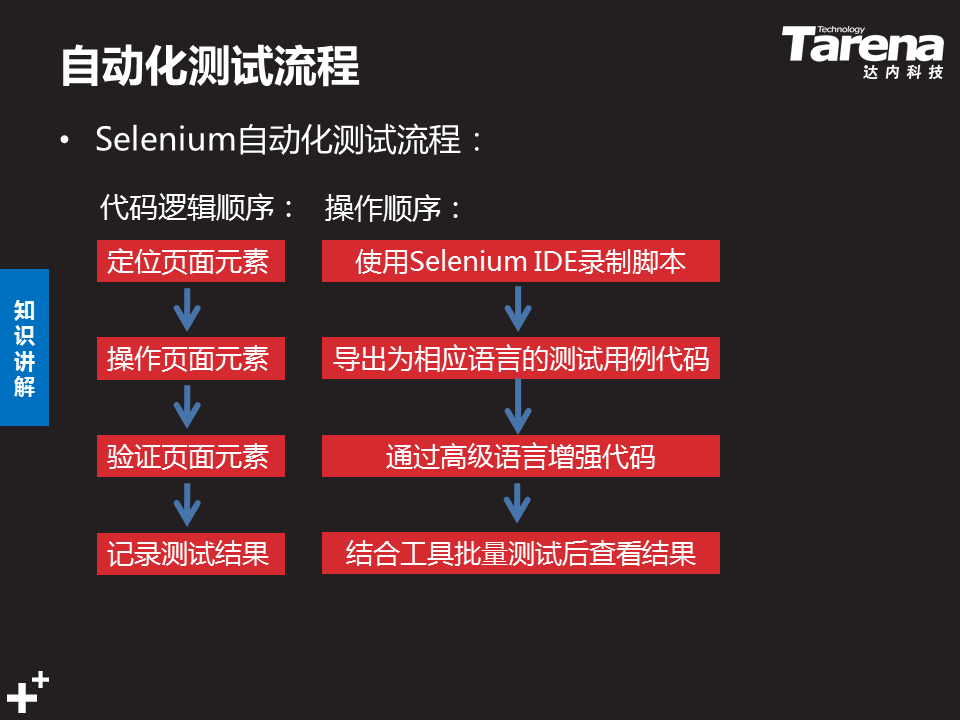 自动化测试流程
Technology
Tarena
达内科技
• Selenium自动化测试流程：
代码逻辑顺序：
定位页面元素
操作页面元素
验证页面元素
记录测试结果
操作顺序：
使用Selenium IDE录制脚本
导出为相应语言的测试用例代码
通过高级语言增强代码
结合工具批量测试后查看结果
知识讲解